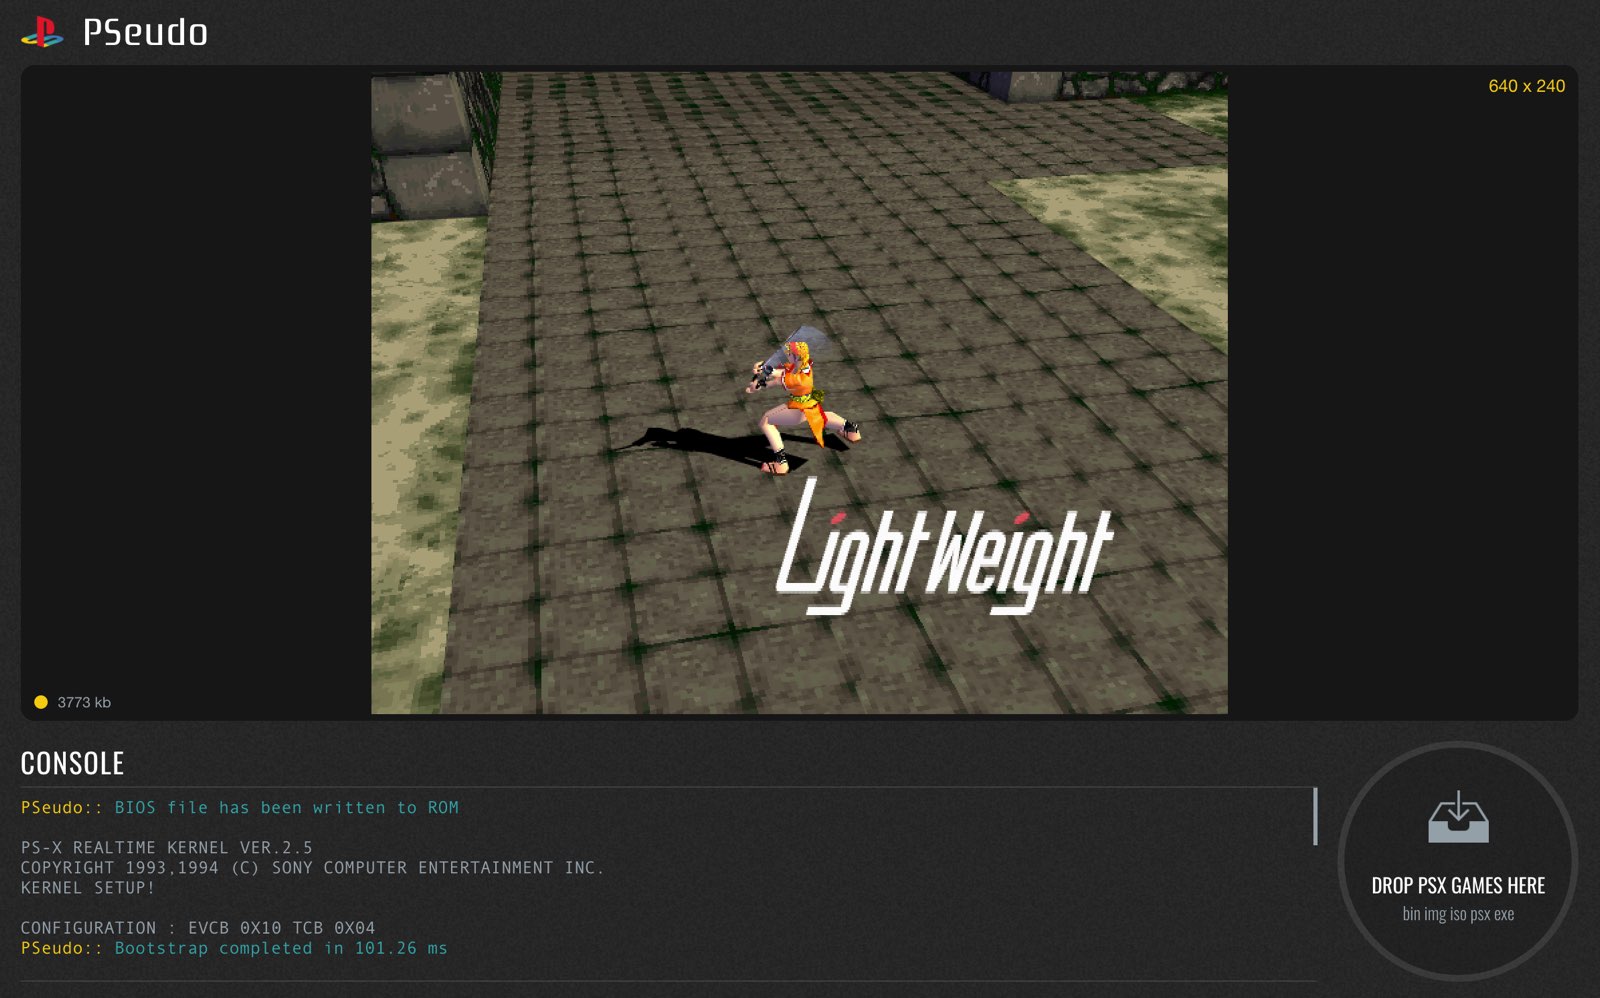 PSeudo
640 x 240
LightWeight
3773 kb
CONSOLE
PSeudo:: BIOS file has been written to ROM
PS-X REALTIME KERNEL VER.2.5
COPYRIGHT 1993,1994 (C) SONY COMPUTER ENTERTAINMENT INC.
KERNEL SETUP!
CONFIGURATION : EVCB 0X10 TCB 0X04
PSeudo:: Bootstrap completed in 101.26 ms
DROP PSX GAMES HERE
bin img iso psx exe